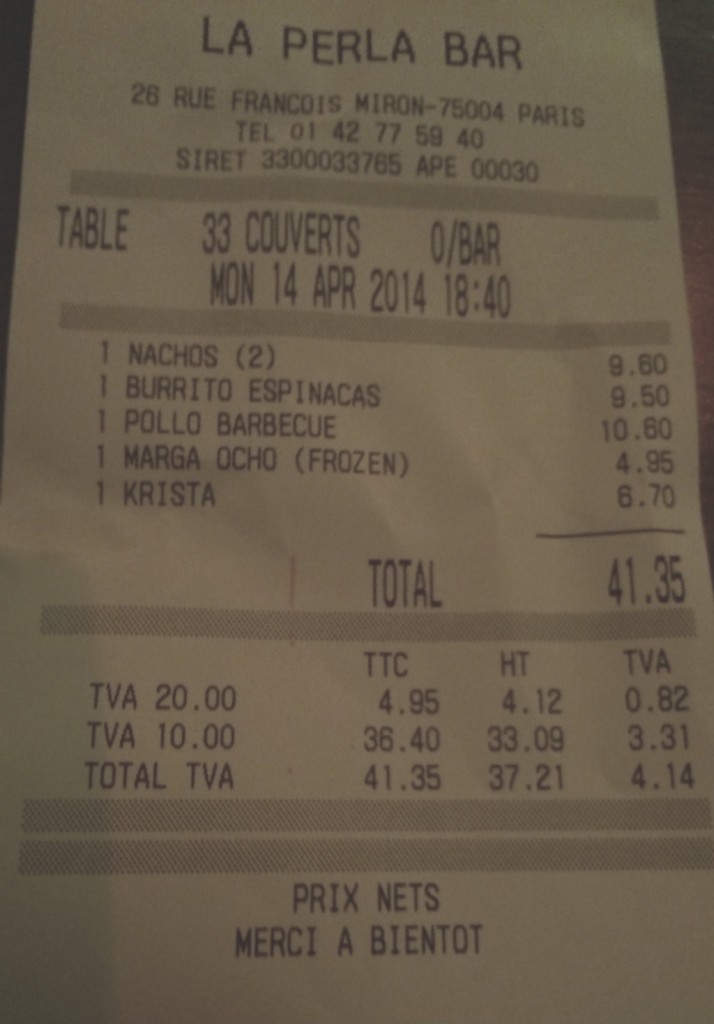 LA PERLA BAR
26 RUE FRANCOIS MIRON-75004 PARIS
TEL 01 42 77 59 40
SIRET 3300033765 APE 00030
TABLE 33 COUVERTS 0/BAR
MON 14 APR 2014 18:40
1 NACHOS (2) 9.60
1 BURRITO ESPINACAS 9.50
1 POLLO BARBECUE 10.60
1 MARGA OCHO (FROZEN) 4.95
1 KRISTA 6.70
TOTAL 41.35
TTC HT TVA
TVA 20.00 4.95 4.12 0.82
TVA 10.00 36.40 33.09 3.31
TOTAL TVA 41.35 37.21 4.14
PRIX NETS
MERCI A BIENTOT